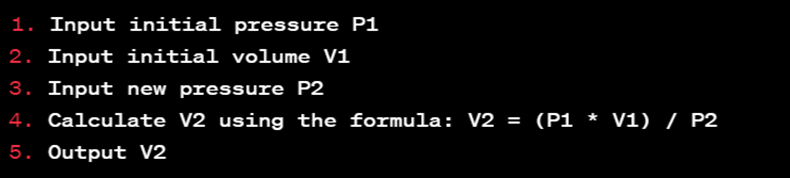 1. Input initial pressure P1
2. Input initial volume V1
3. Input new pressure P2
4. Calculate V2 using the formula: V2 = (P1 * V1) / P2
5. Output V2